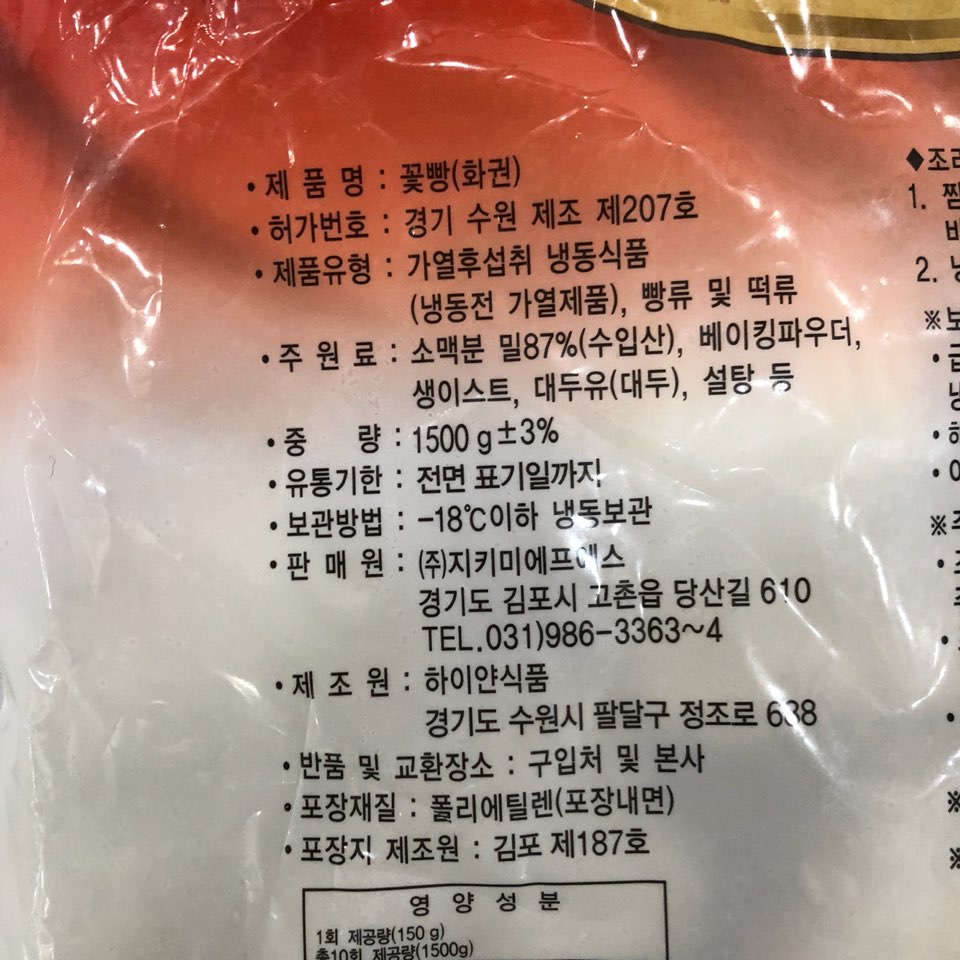 • 제 품 명 : 꽃빵(화권)
• 허가번호 : 경기 수원 제조 제207호
• 제품유형 : 가열후섭취 냉동식품
(냉동전 가열제품), 빵류 및 떡류
• 주 원 료 : 소맥분 밀87%(수입산), 베이킹파우더,
생이스트, 대두유(대두), 설탕 등
• 중 량 : 1500 g±3%
• 유통기한 : 전면 표기일까지
• 보관방법 : -18℃이하 냉동보관
• 판 매 원 : (주)지키미에프에스
경기도 김포시 고촌읍 당산길 610
TEL.031)986-3363~4
• 제 조 원 : 하이얀식품
경기도 수원시 팔달구 정조로
• 반품 및 교환장소 : 구입처 및 본사
• 포장재질 : 폴리에틸렌(포장내면)
• 포장지 제조원 : 김포 제187호
영 양 성 분
1회 제공량(150 g)
총10회 제공량(1500g)
◆조리
1. 찜
2.